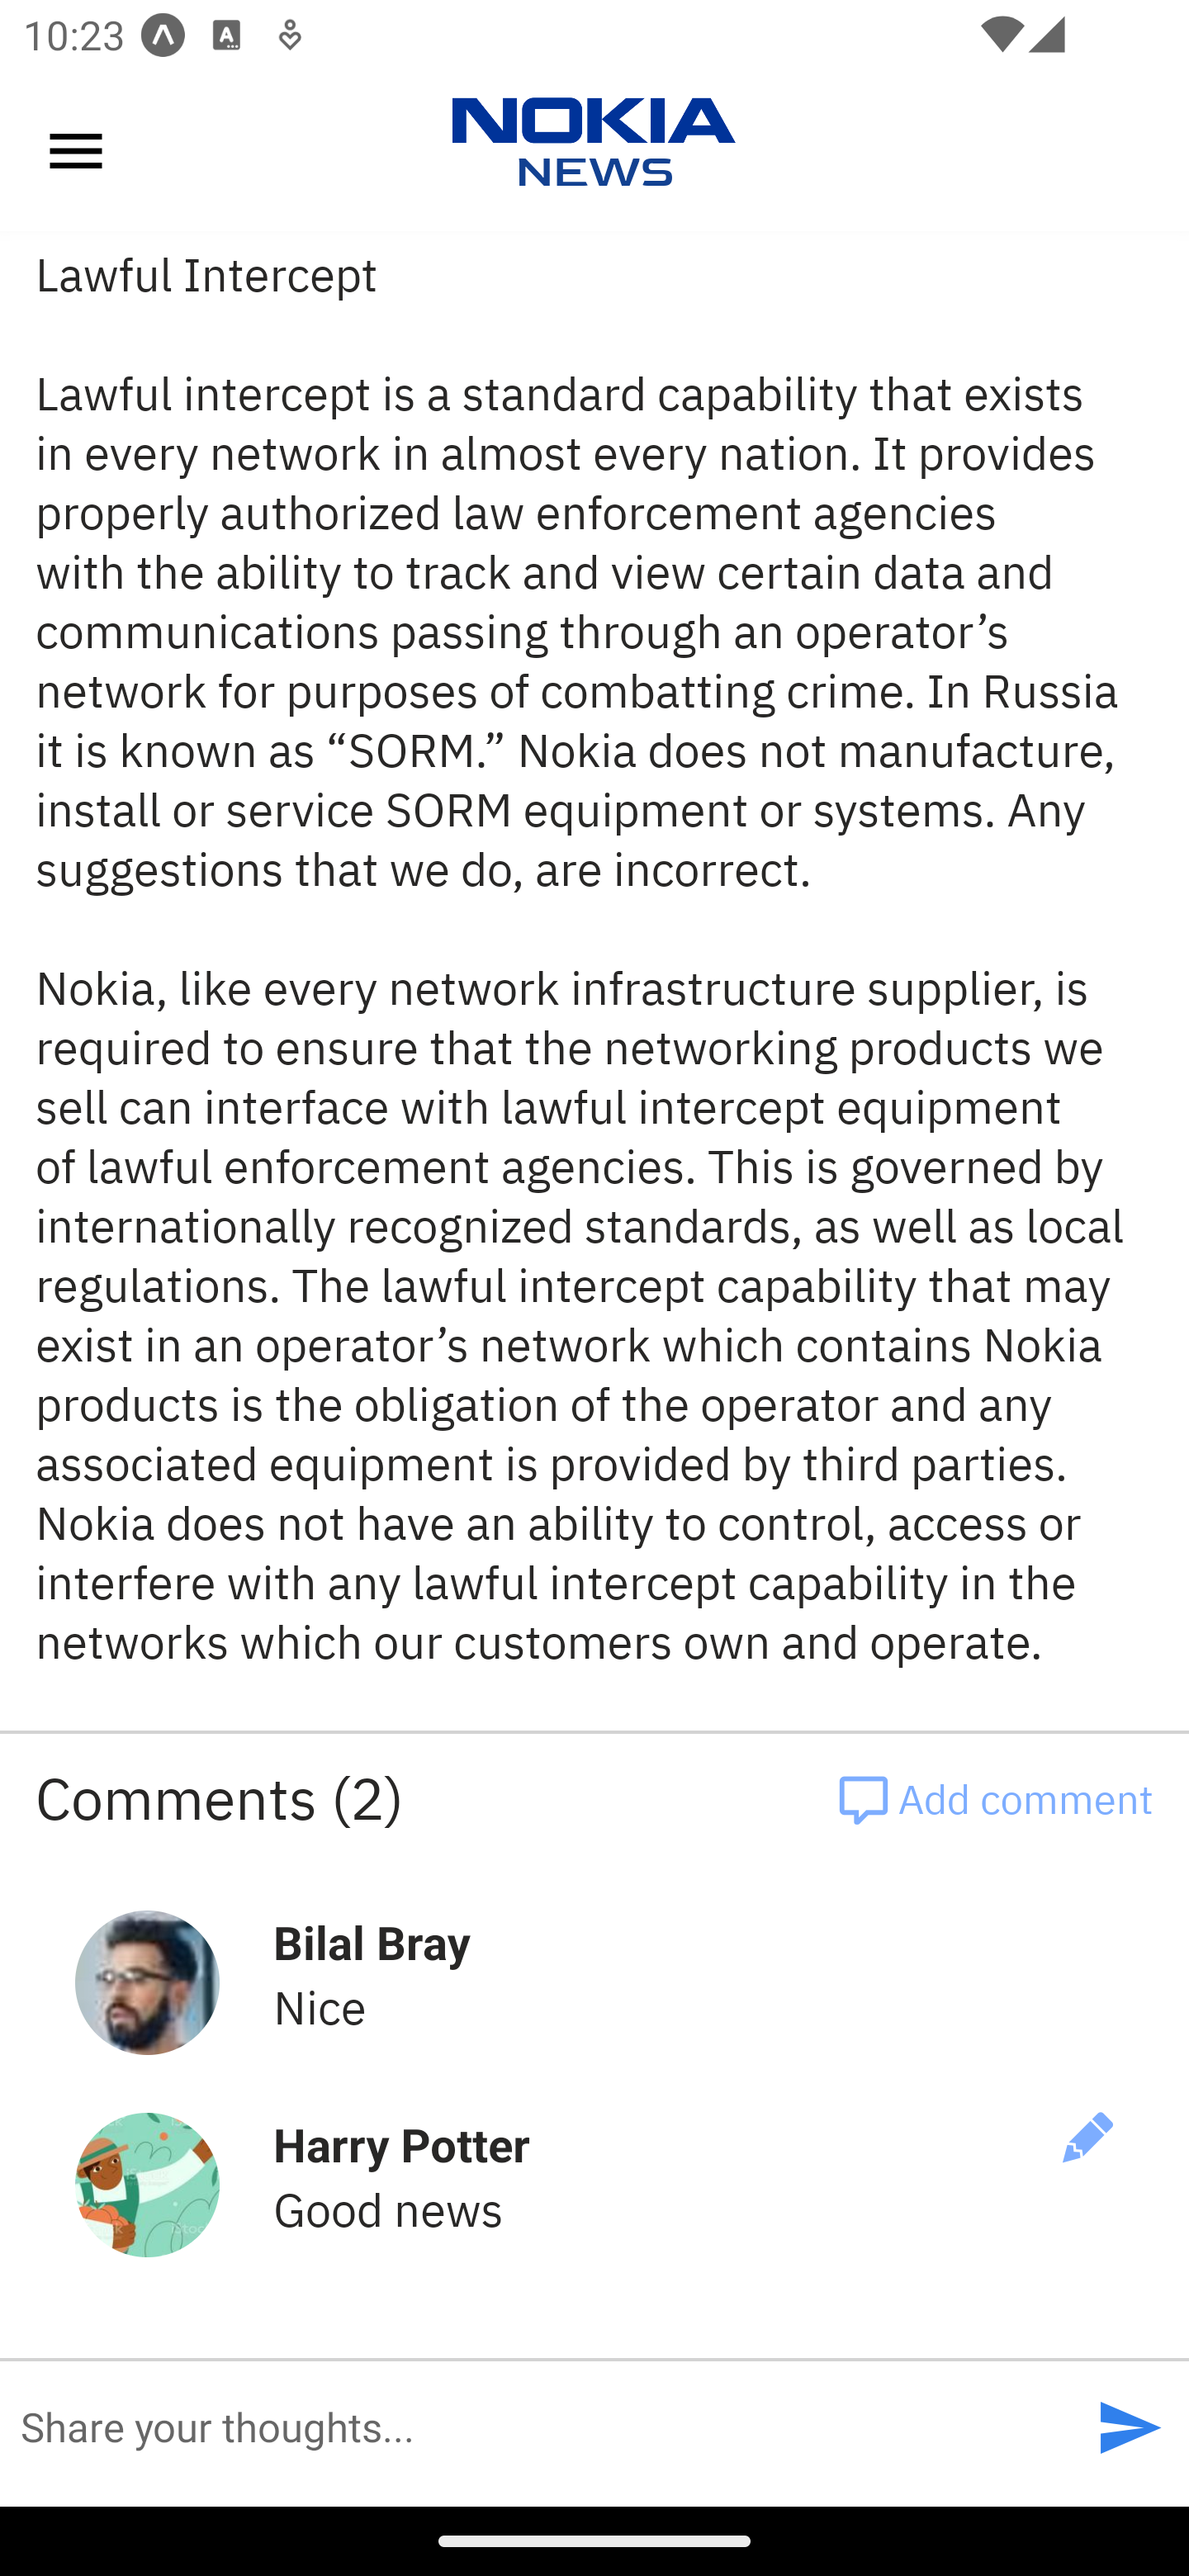 10:23
NOKIA
NEWS
Lawful Intercept
Lawful intercept is a standard capability that exists
in every network in almost every nation. It provides
properly authorized law enforcement agencies
with the ability to track and view certain data and
communications passing through an operator’s
network for purposes of combatting crime. In Russia
it is known as “SORM.” Nokia does not manufacture,
install or service SORM equipment or systems. Any
suggestions that we do, are incorrect.
Nokia, like every network infrastructure supplier, is
required to ensure that the networking products we
sell can interface with lawful intercept equipment
of lawful enforcement agencies. This is governed by
internationally recognized standards, as well as local
regulations. The lawful intercept capability that may
exist in an operator’s network which contains Nokia
products is the obligation of the operator and any
associated equipment is provided by third parties.
Nokia does not have an ability to control, access or
interfere with any lawful intercept capability in the
networks which our customers own and operate.
Comments (2)
Add comment
Bilal Bray
Nice
Harry Potter
Good news
Share your thoughts...